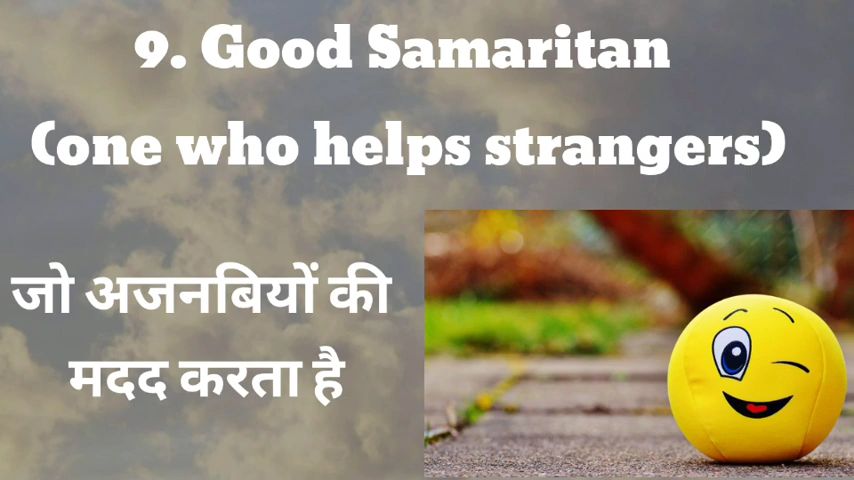 9. Good Samaritan
(one who helps strangers)
जो अजनबियों की
मदद करता है